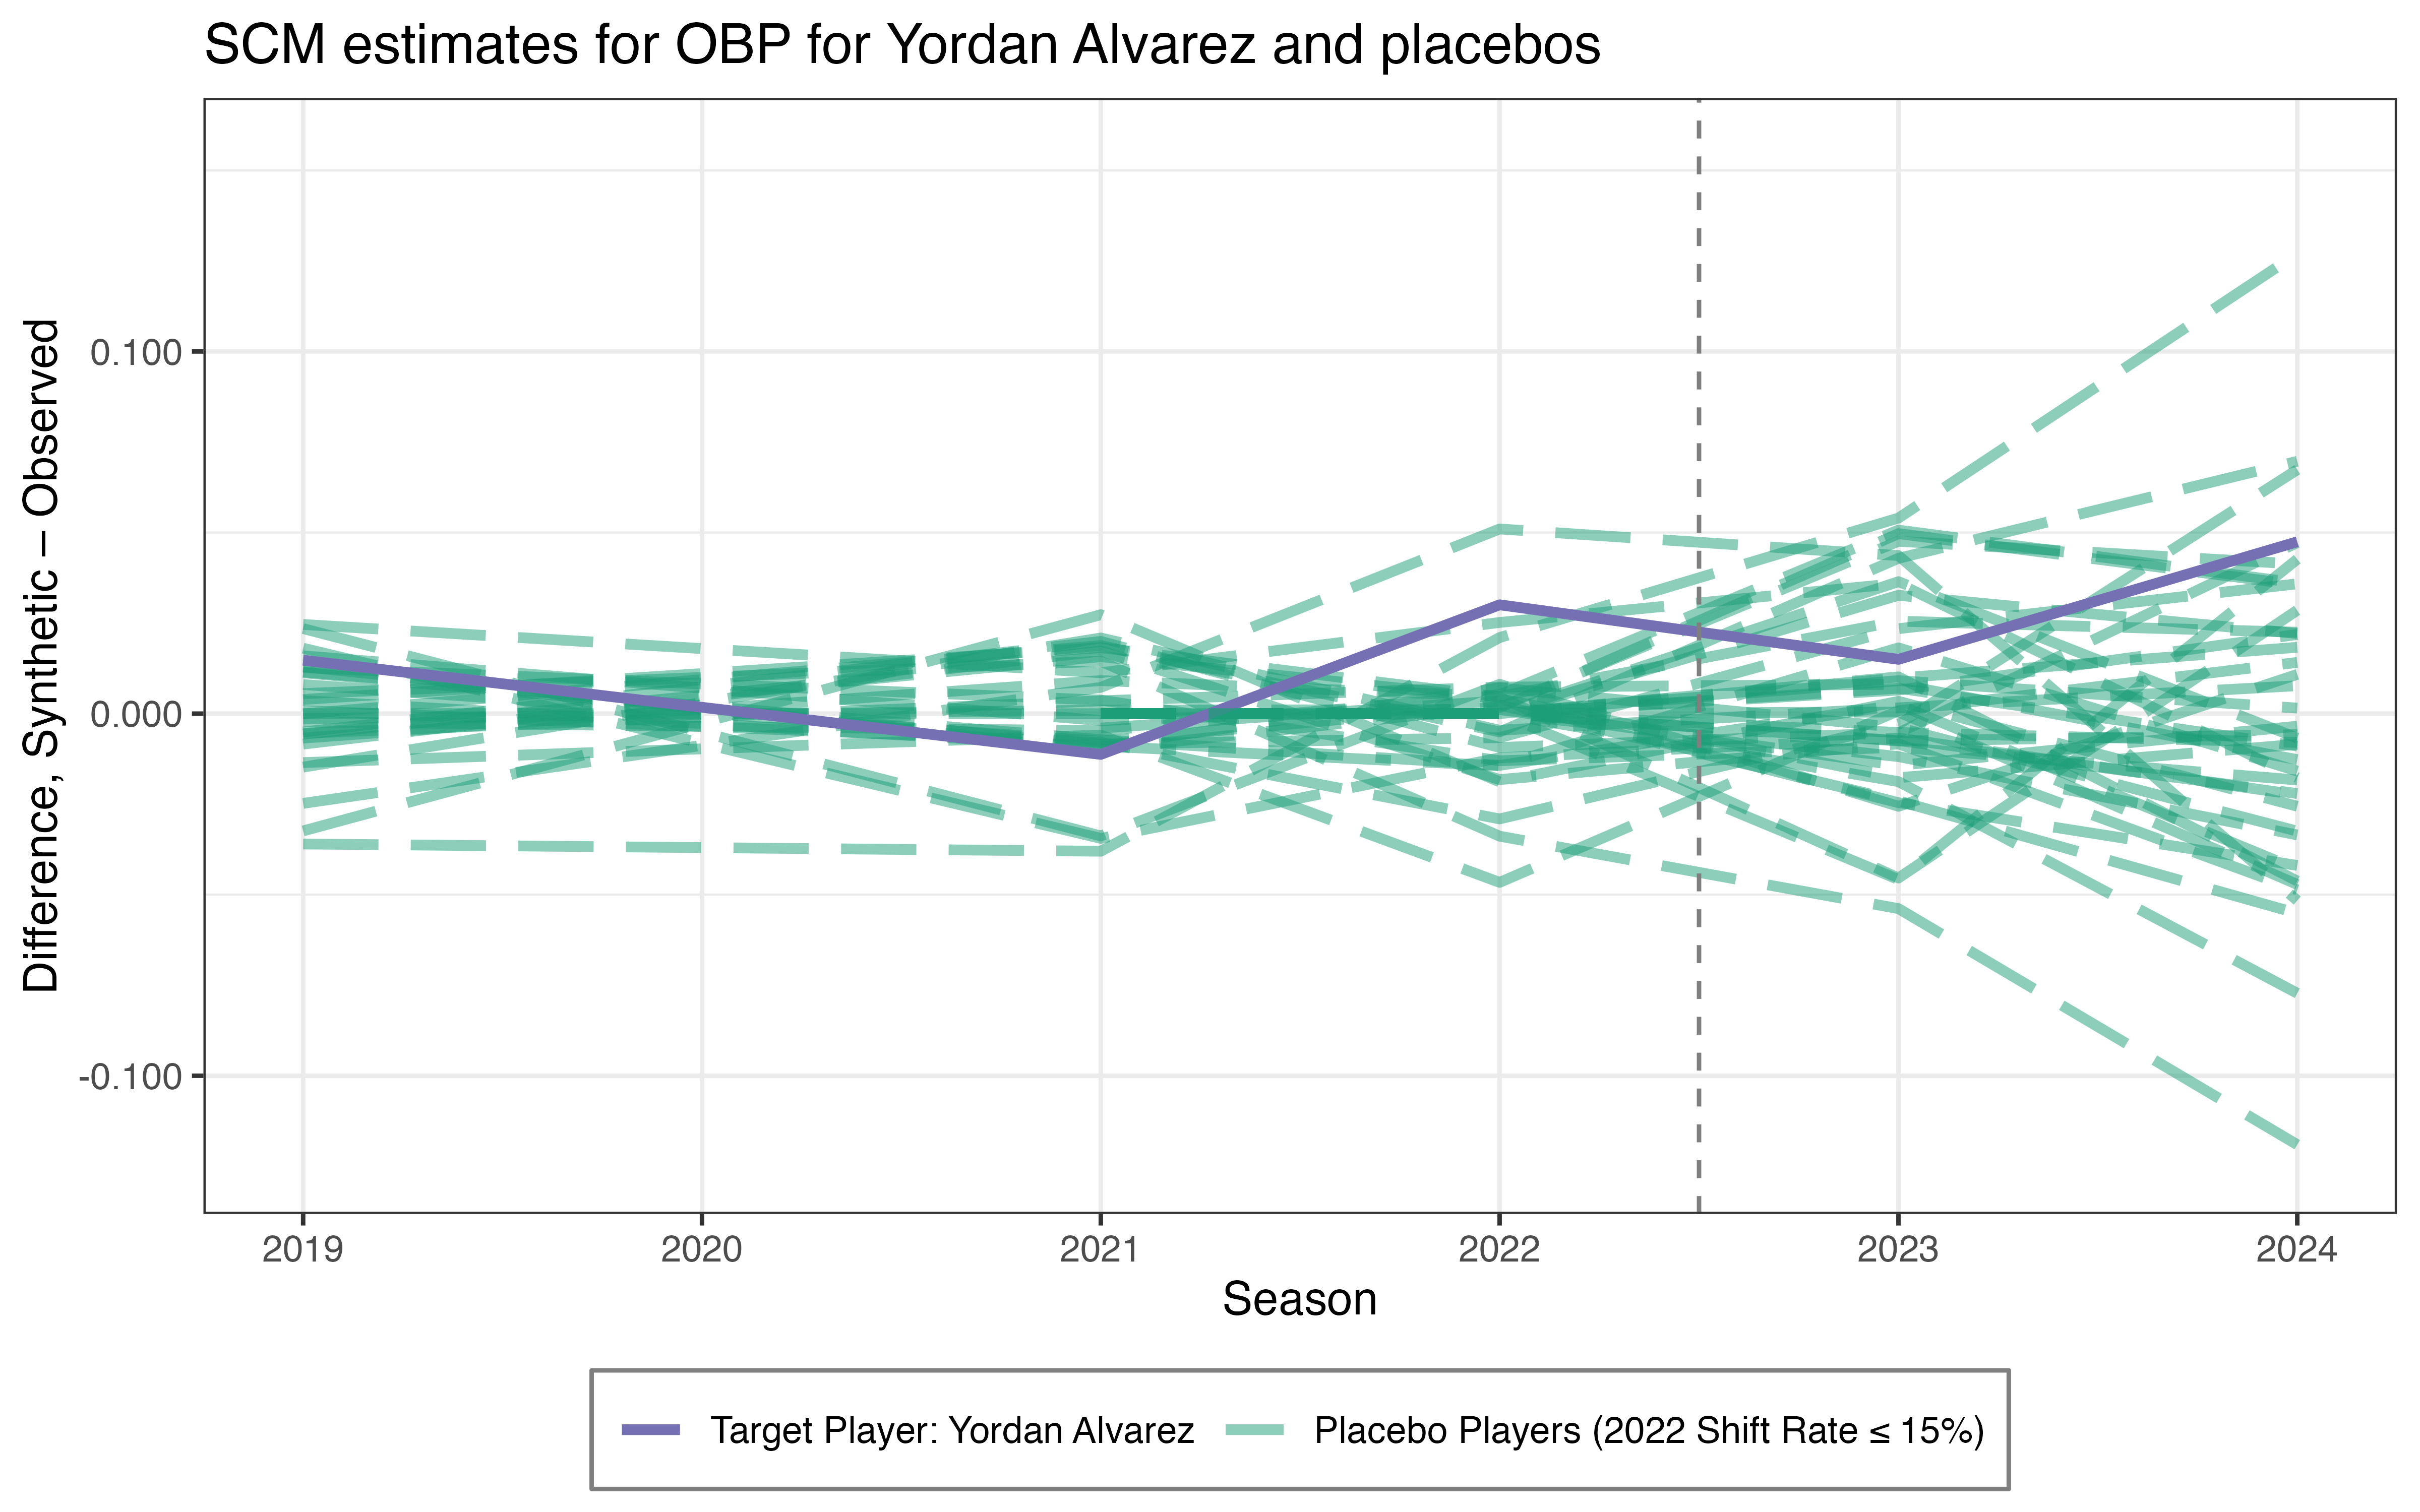 SCM estimates for OBP for Yordan Alvarez and placebos
Difference, Synthetic − Observed
0.100
0.000
-0.100
2019 2020 2021 2022 2023 2024
Season
Target Player: Yordan Alvarez Placebo Players (2022 Shift Rate ≤ 15%)